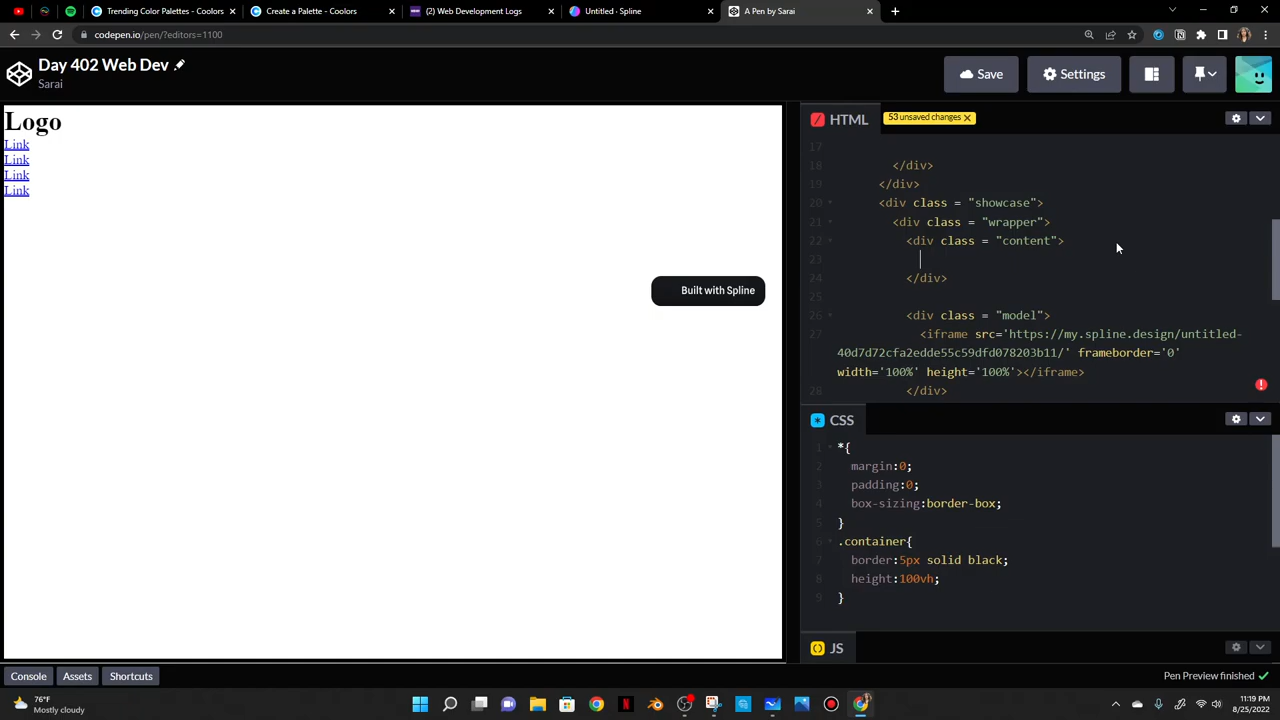 Trending Color Palettes - Coolors
Create a Palette - Coolors
(2) Web Development Logs
Untitled - Spline
A Pen by Sarai
codepen.io/pen/?editors=1100
Day 402 Web Dev
Sarai
Save
Settings
Logo
Link
Link
Link
Link
Built with Spline
HTML
53 unsaved changes
17
18 </div>
19 </div>
20 <div class = "showcase">
21 <div class = "wrapper">
22 <div class = "content">
23
24 </div>
25
26 <div class = "model">
27 <iframe src='https://my.spline.design/untitled-
40d7d72cfa2edde55c59dfd078203b11/' frameborder='0'
width='100%' height='100%'></iframe>
28 </div>
CSS
1 *{
2 margin:0;
3 padding:0;
4 box-sizing:border-box;
5 }
6 .container{
7 border:5px solid black;
8 height:100vh;
9 }
JS
Console
Assets
Shortcuts
Pen Preview finished
76°F
Mostly cloudy
11:19 PM
8/25/2022